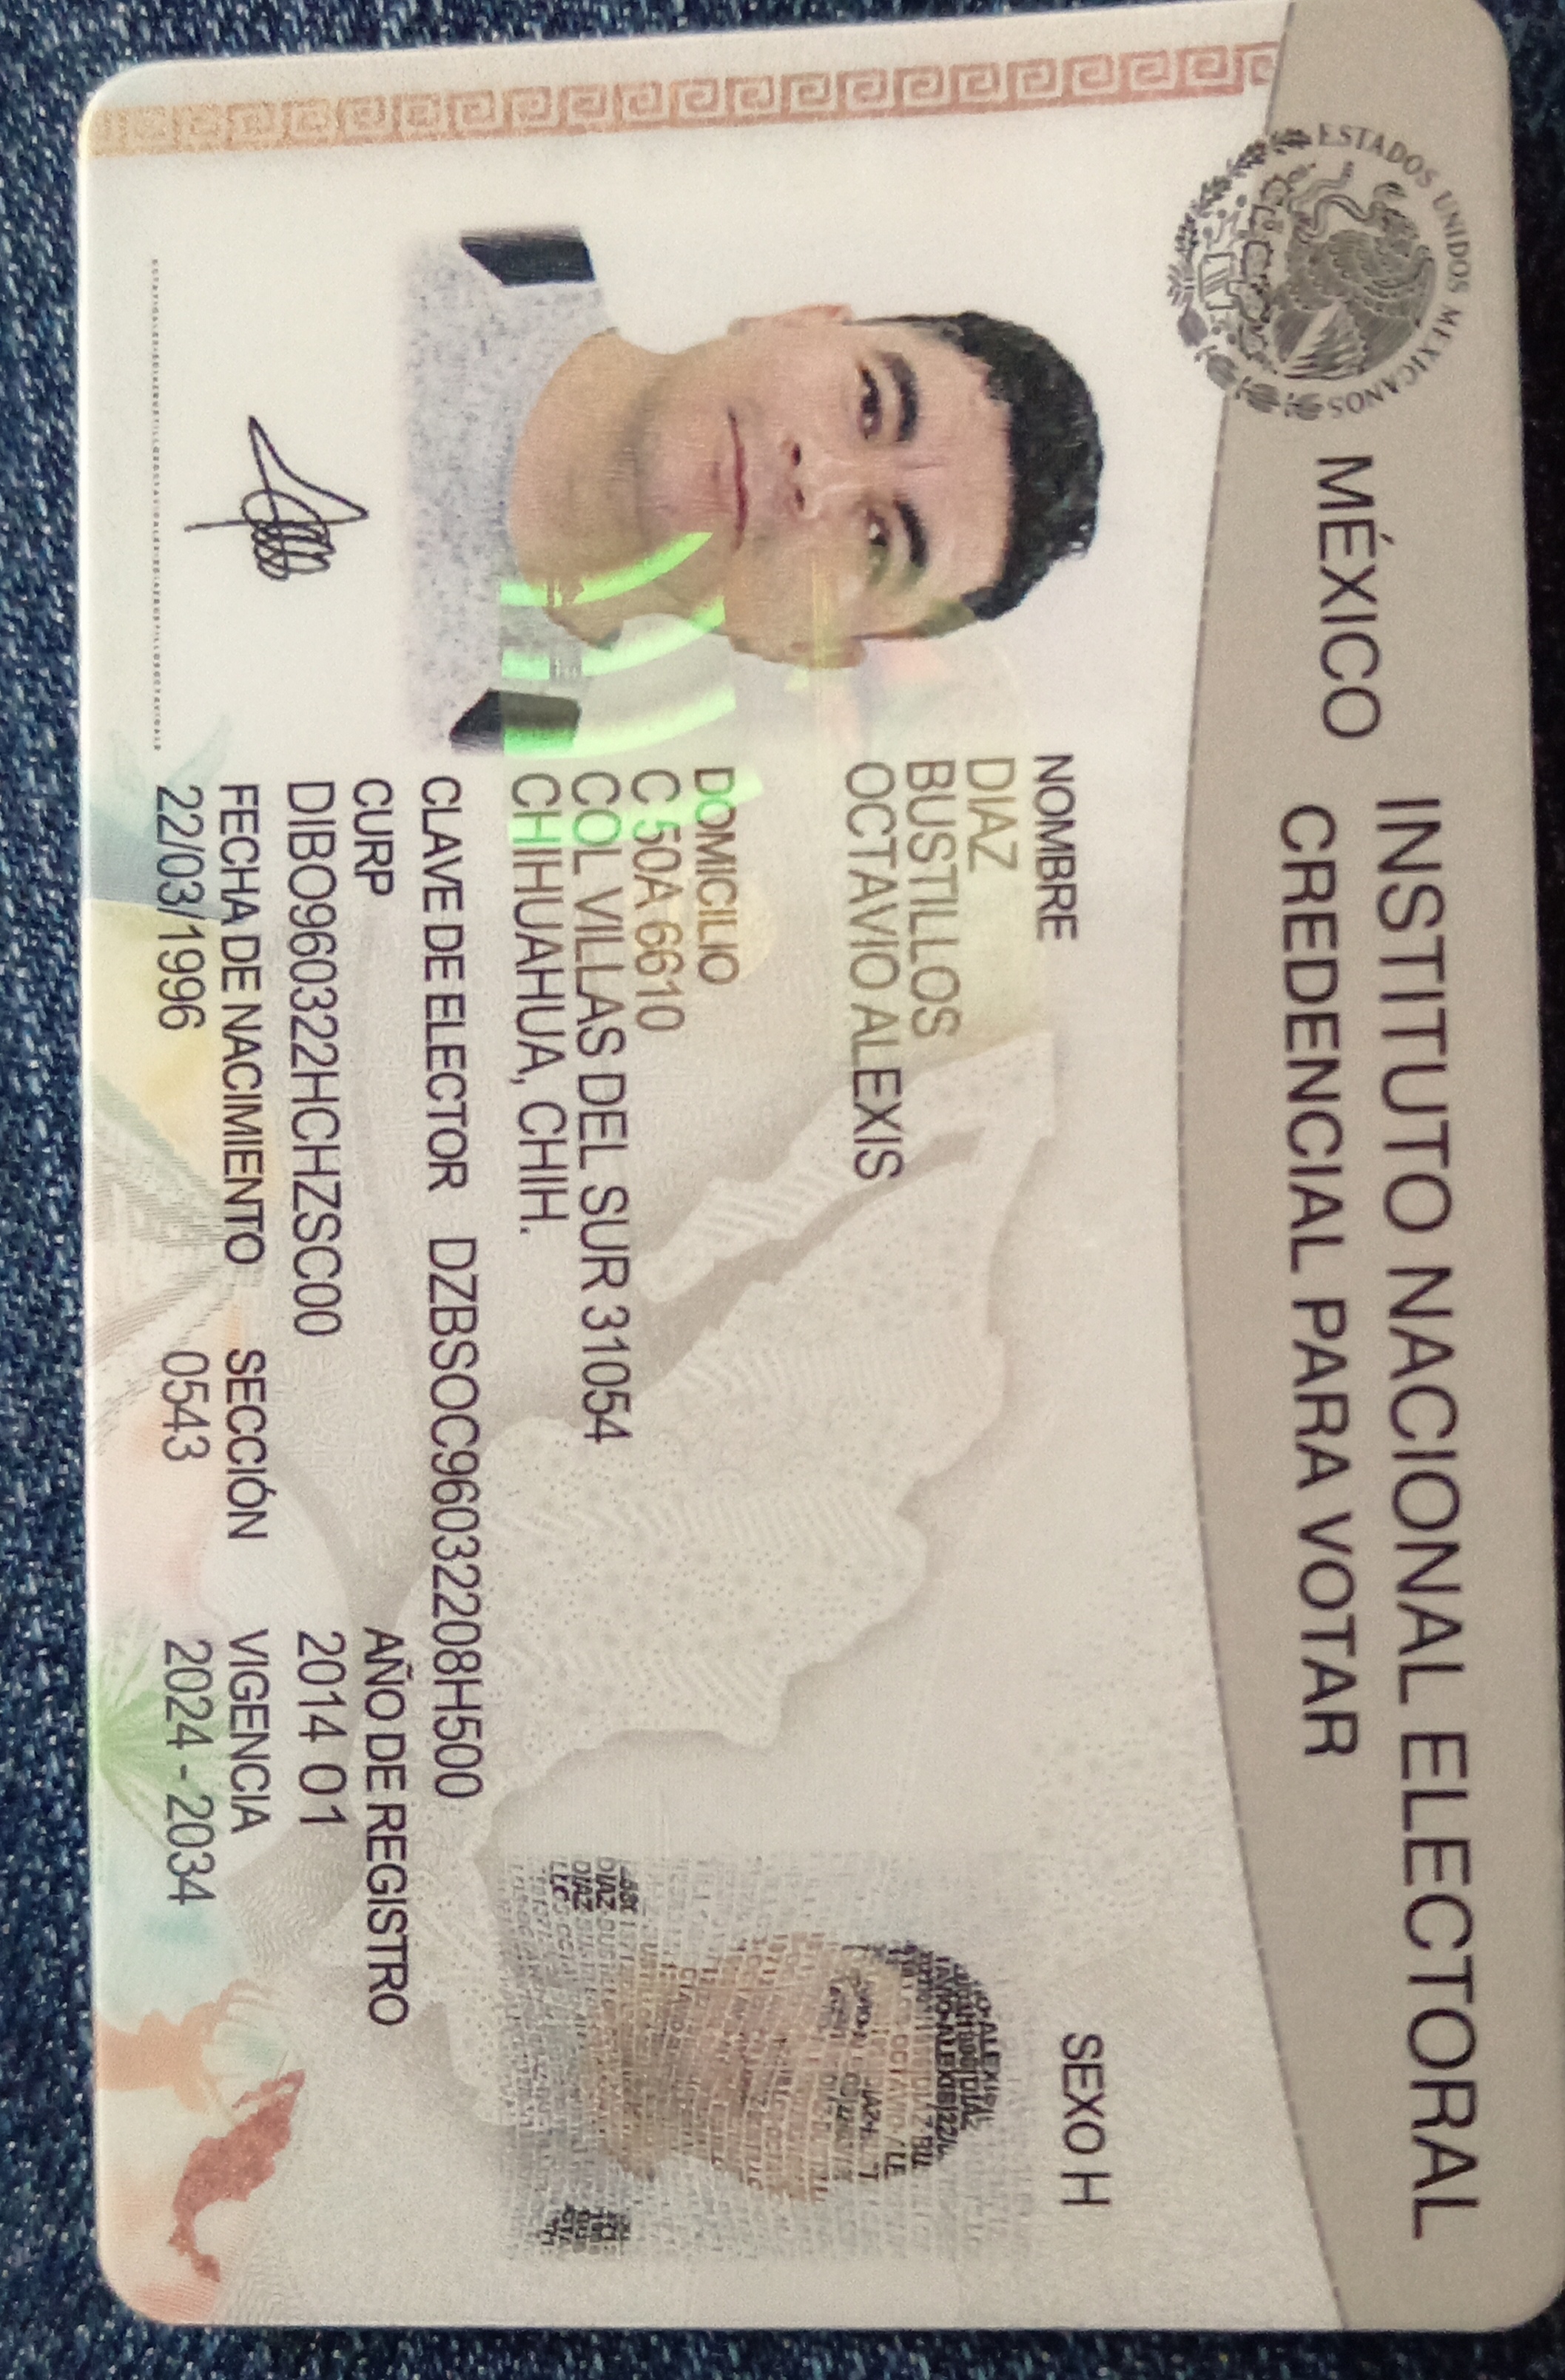 ESTADOS UNIDOS MEXICANOS
MÉXICO INSTITUTO NACIONAL ELECTORAL
CREDENCIAL PARA VOTAR
NOMBRE
DIAZ
BUSTILLOS
OCTAVIO ALEXIS
SEXO H
DOMICILIO
C 50A 6610
COL VILLAS DEL SUR 31054
CHIHUAHUA, CHIH.
CLAVE DE ELECTOR DZBSOC96032208H500
CURP
DIBO960322HCHZSC00
AÑO DE REGISTRO
2014 01
FECHA DE NACIMIENTO
22/03/1996
SECCIÓN
0543
VIGENCIA
2024 - 2034